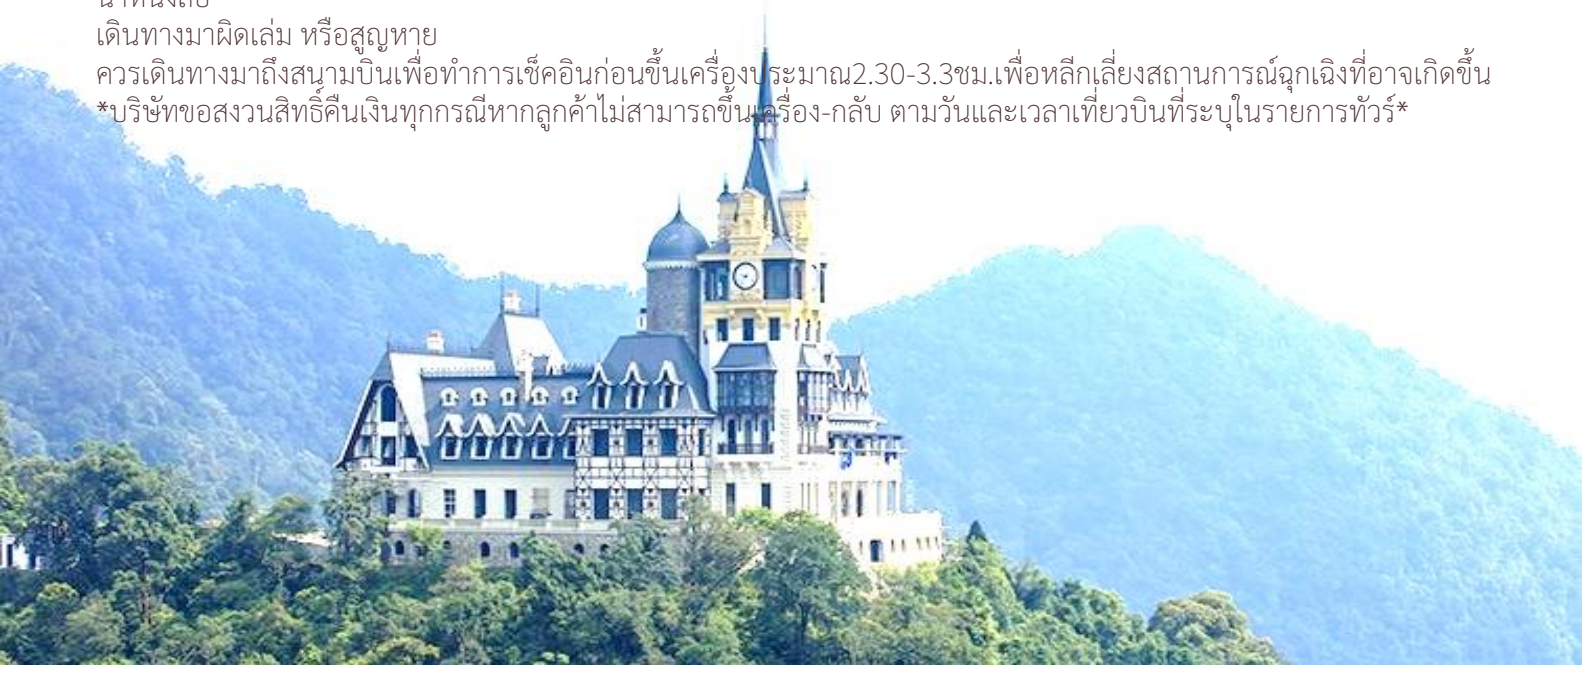 เดินทางมาผิดเล่ม หรือสูญหาย
ควรเดินทางมาถึงสนามบินเพื่อทำการเช็คอินก่อนขึ้นเครื่องประมาณ2.30-3.3ชม.เพื่อหลีกเลี่ยงสถานการณ์ฉุกเฉิงที่อาจเกิดขึ้น
*บริษัทขอสงวนสิทธิ์คืนเงินทุกกรณีหากลูกค้าไม่สามารถขึ้นเครื่อง-กลับ ตามวันและเวลาเที่ยวบินที่ระบุในรายการทัวร์*